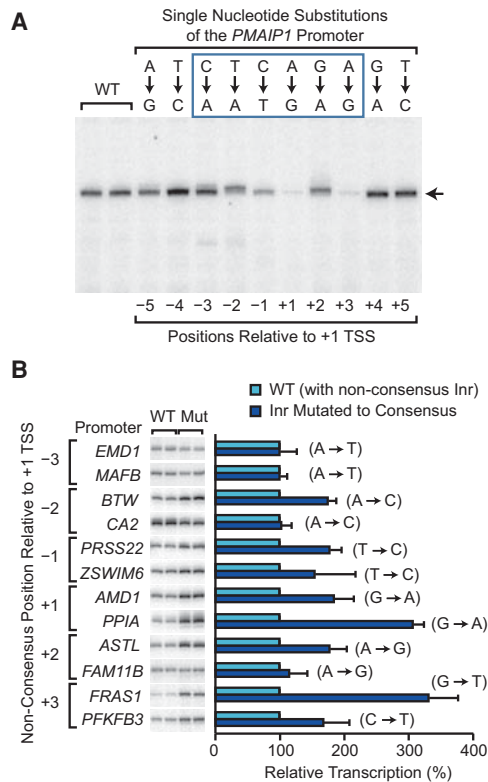 A
Single Nucleotide Substitutions
of the PMAIP1 Promoter
WT
A T C T C A G A G T
G C A A T G A G A C
−5 −4 −3 −2 −1 +1 +2 +3 +4 +5
Positions Relative to +1 TSS
B
WT (with non-consensus Inr)
Inr Mutated to Consensus
Promoter WT Mut
Non-Consensus Position Relative to +1 TSS
−3 EMD1 (A → T)
MAFB (A → T)
−2 BTW (A → C)
CA2 (A → C)
−1 PRSS22 (T → C)
ZSWIM6 (T → C)
+1 AMD1 (G → A)
PPIA (G → A)
+2 ASTL (A → G)
FAM11B (A → G)
+3 FRAS1 (G → T)
PFKFB3 (C → T)
0 100 200 300 400
Relative Transcription (%)